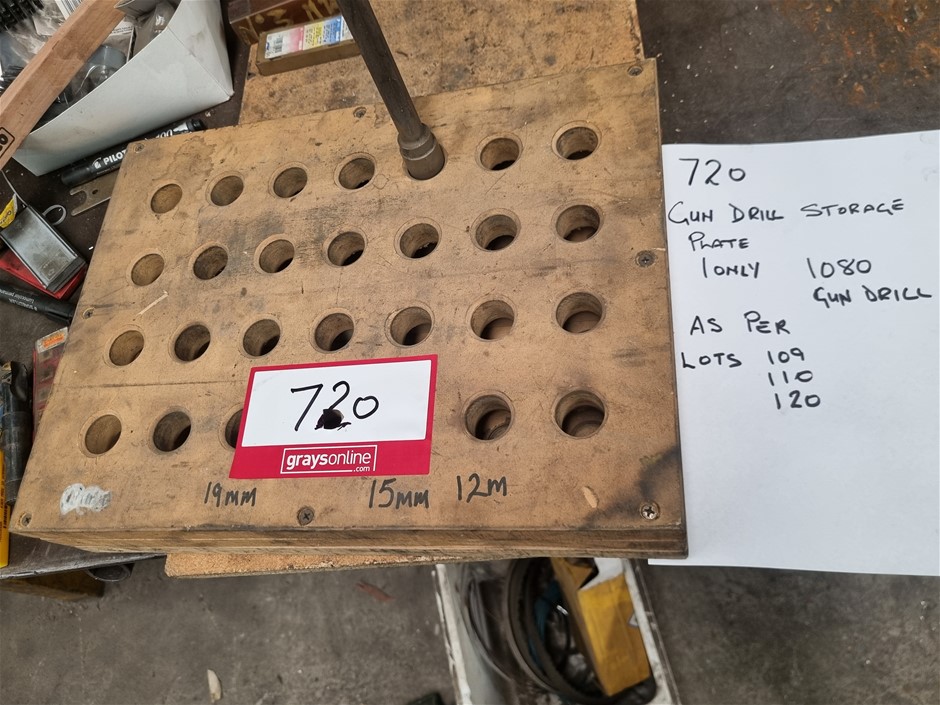 PILOT
720
GUN DRILL STORAGE
PLATE
1 ONLY 1080
GUN DRILL
AS PER
LOTS 109
110
120
720
graysonline
.com
19mm 15mm 12m